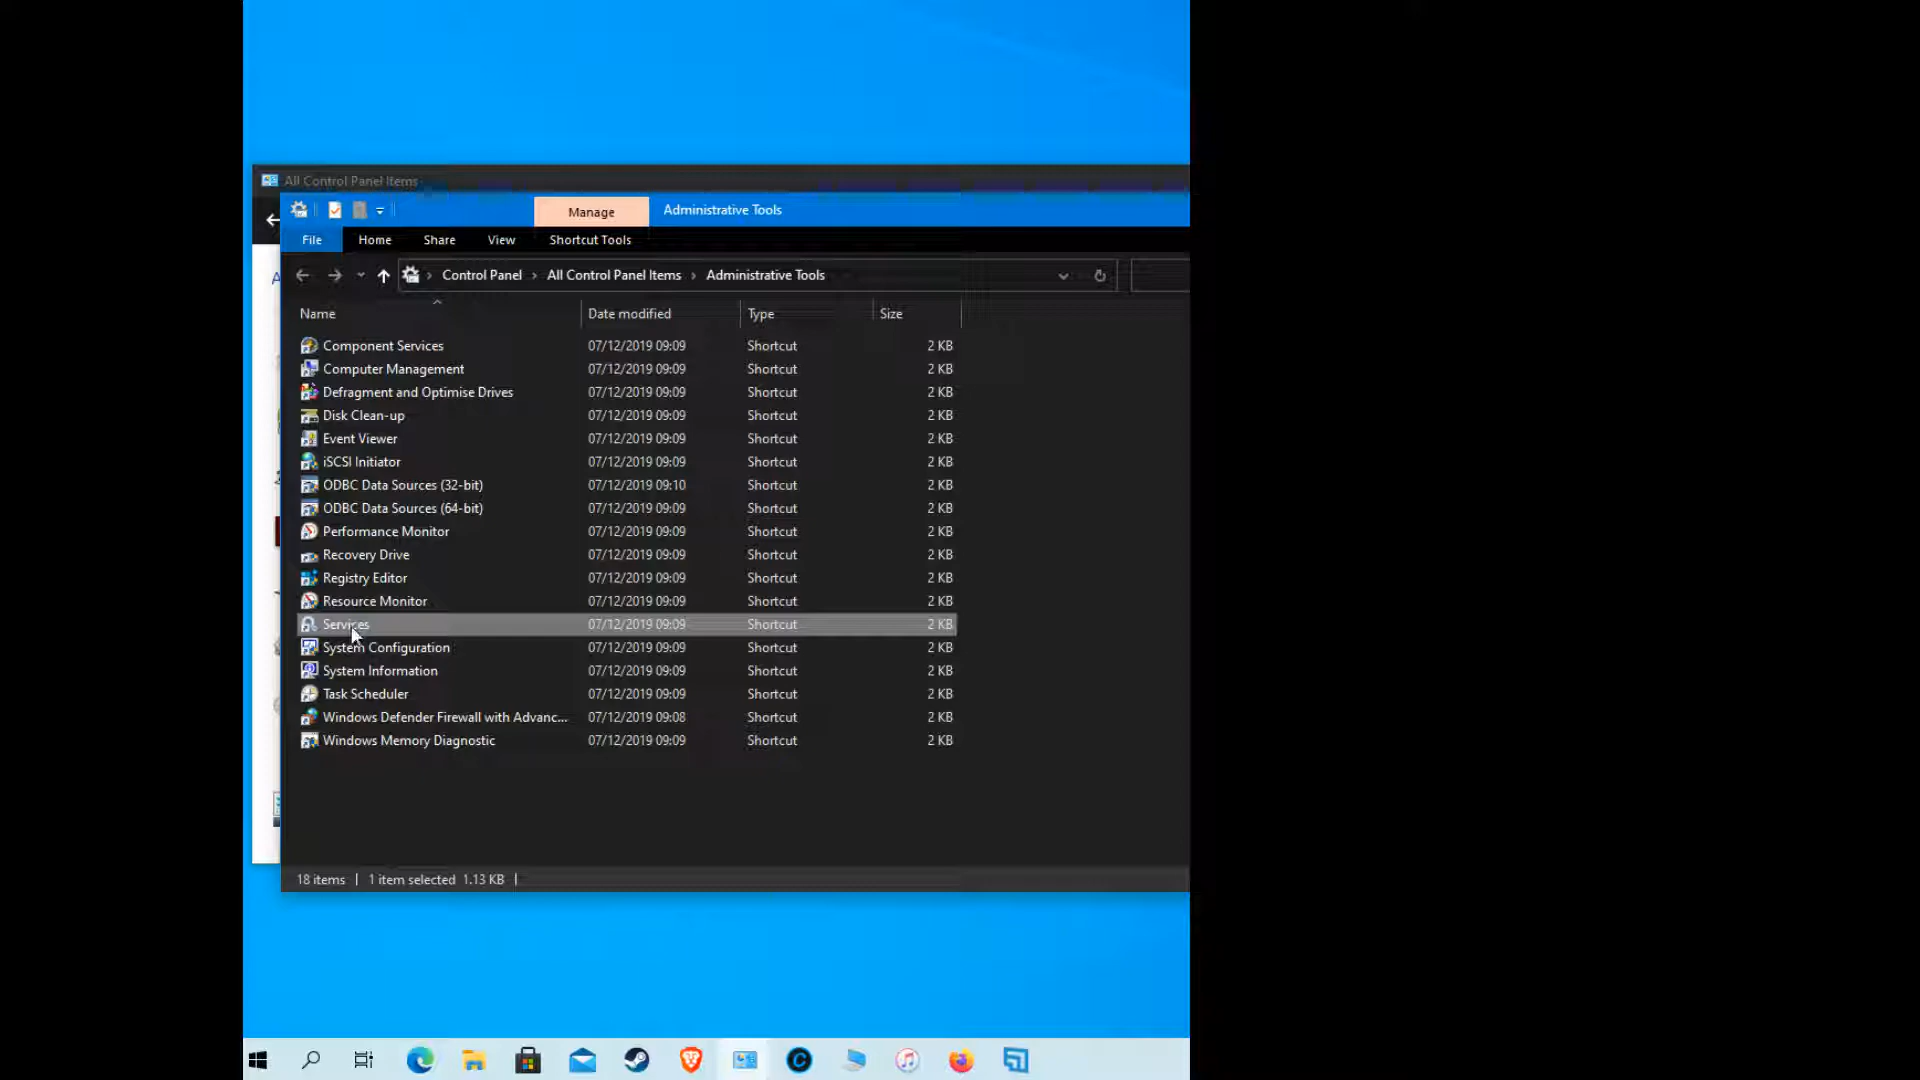 All Control Panel Items
Manage
Administrative Tools
File
Home
Share
View
Shortcut Tools
Control Panel > All Control Panel Items > Administrative Tools
Name Date modified Type Size
Component Services 07/12/2019 09:09 Shortcut 2 KB
Computer Management 07/12/2019 09:09 Shortcut 2 KB
Defragment and Optimise Drives 07/12/2019 09:09 Shortcut 2 KB
Disk Clean-up 07/12/2019 09:09 Shortcut 2 KB
Event Viewer 07/12/2019 09:09 Shortcut 2 KB
iSCSI Initiator 07/12/2019 09:09 Shortcut 2 KB
ODBC Data Sources (32-bit) 07/12/2019 09:10 Shortcut 2 KB
ODBC Data Sources (64-bit) 07/12/2019 09:09 Shortcut 2 KB
Performance Monitor 07/12/2019 09:09 Shortcut 2 KB
Recovery Drive 07/12/2019 09:09 Shortcut 2 KB
Registry Editor 07/12/2019 09:09 Shortcut 2 KB
Resource Monitor 07/12/2019 09:09 Shortcut 2 KB
Services 07/12/2019 09:09 Shortcut 2 KB
System Configuration 07/12/2019 09:09 Shortcut 2 KB
System Information 07/12/2019 09:09 Shortcut 2 KB
Task Scheduler 07/12/2019 09:09 Shortcut 2 KB
Windows Defender Firewall with Advanc... 07/12/2019 09:08 Shortcut 2 KB
Windows Memory Diagnostic 07/12/2019 09:09 Shortcut 2 KB
18 items | 1 item selected 1.13 KB |